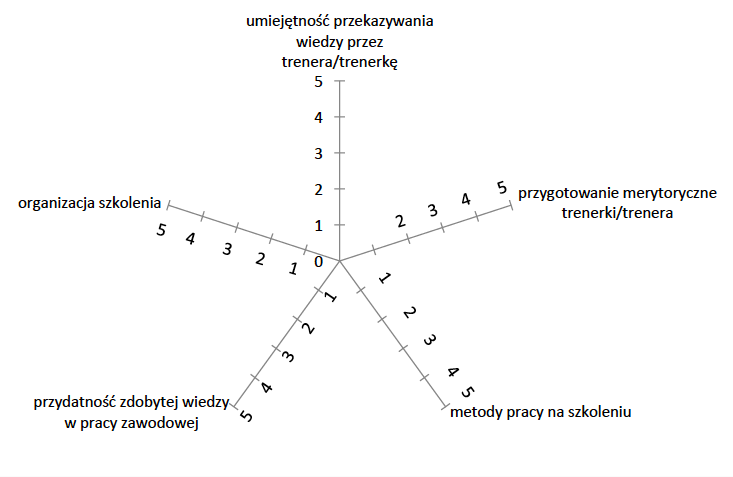 umiejętność przekazywania
wiedzy przez
trenera/trenerkę
5
4
3
2
1
0
przygotowanie merytoryczne
trenerki/trenera
2
3
4
5
metody pracy na szkoleniu
1
2
3
4
5
przydatność zdobytej wiedzy
w pracy zawodowej
1
2
3
4
5
organizacja szkolenia
5
4
3
2
1